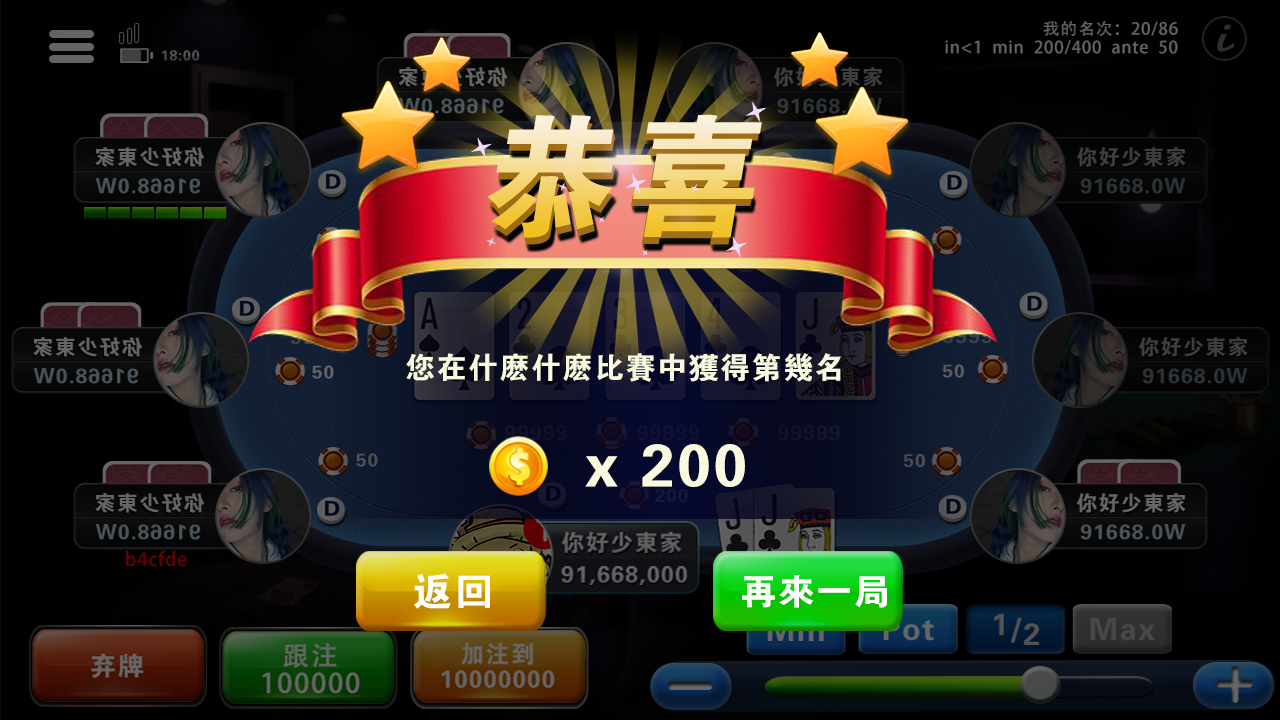 18:00
我的名次：20/86
in<1 min 200/400 ante 50
你好少東家
91668.0W
你好少東家
91668.0W
恭喜
你好少東家
91668.0W
D
D
你好少東家
91668.0W
你好少東家
91668.0W
D
D
A
2
3
4
J
50
50
你好少東家
91668.0W
您在什麽什麽比賽中獲得第幾名
99999
99999
99999
50
50
x 200
D
200
你好少東家
91668.0W
D
D
你好少東家
91668.0W
b4cfde
J
J
你好少東家
91,668,000
返回
再來一局
Min
Pot
1/2
Max
弃牌
跟注
100000
加注到
10000000